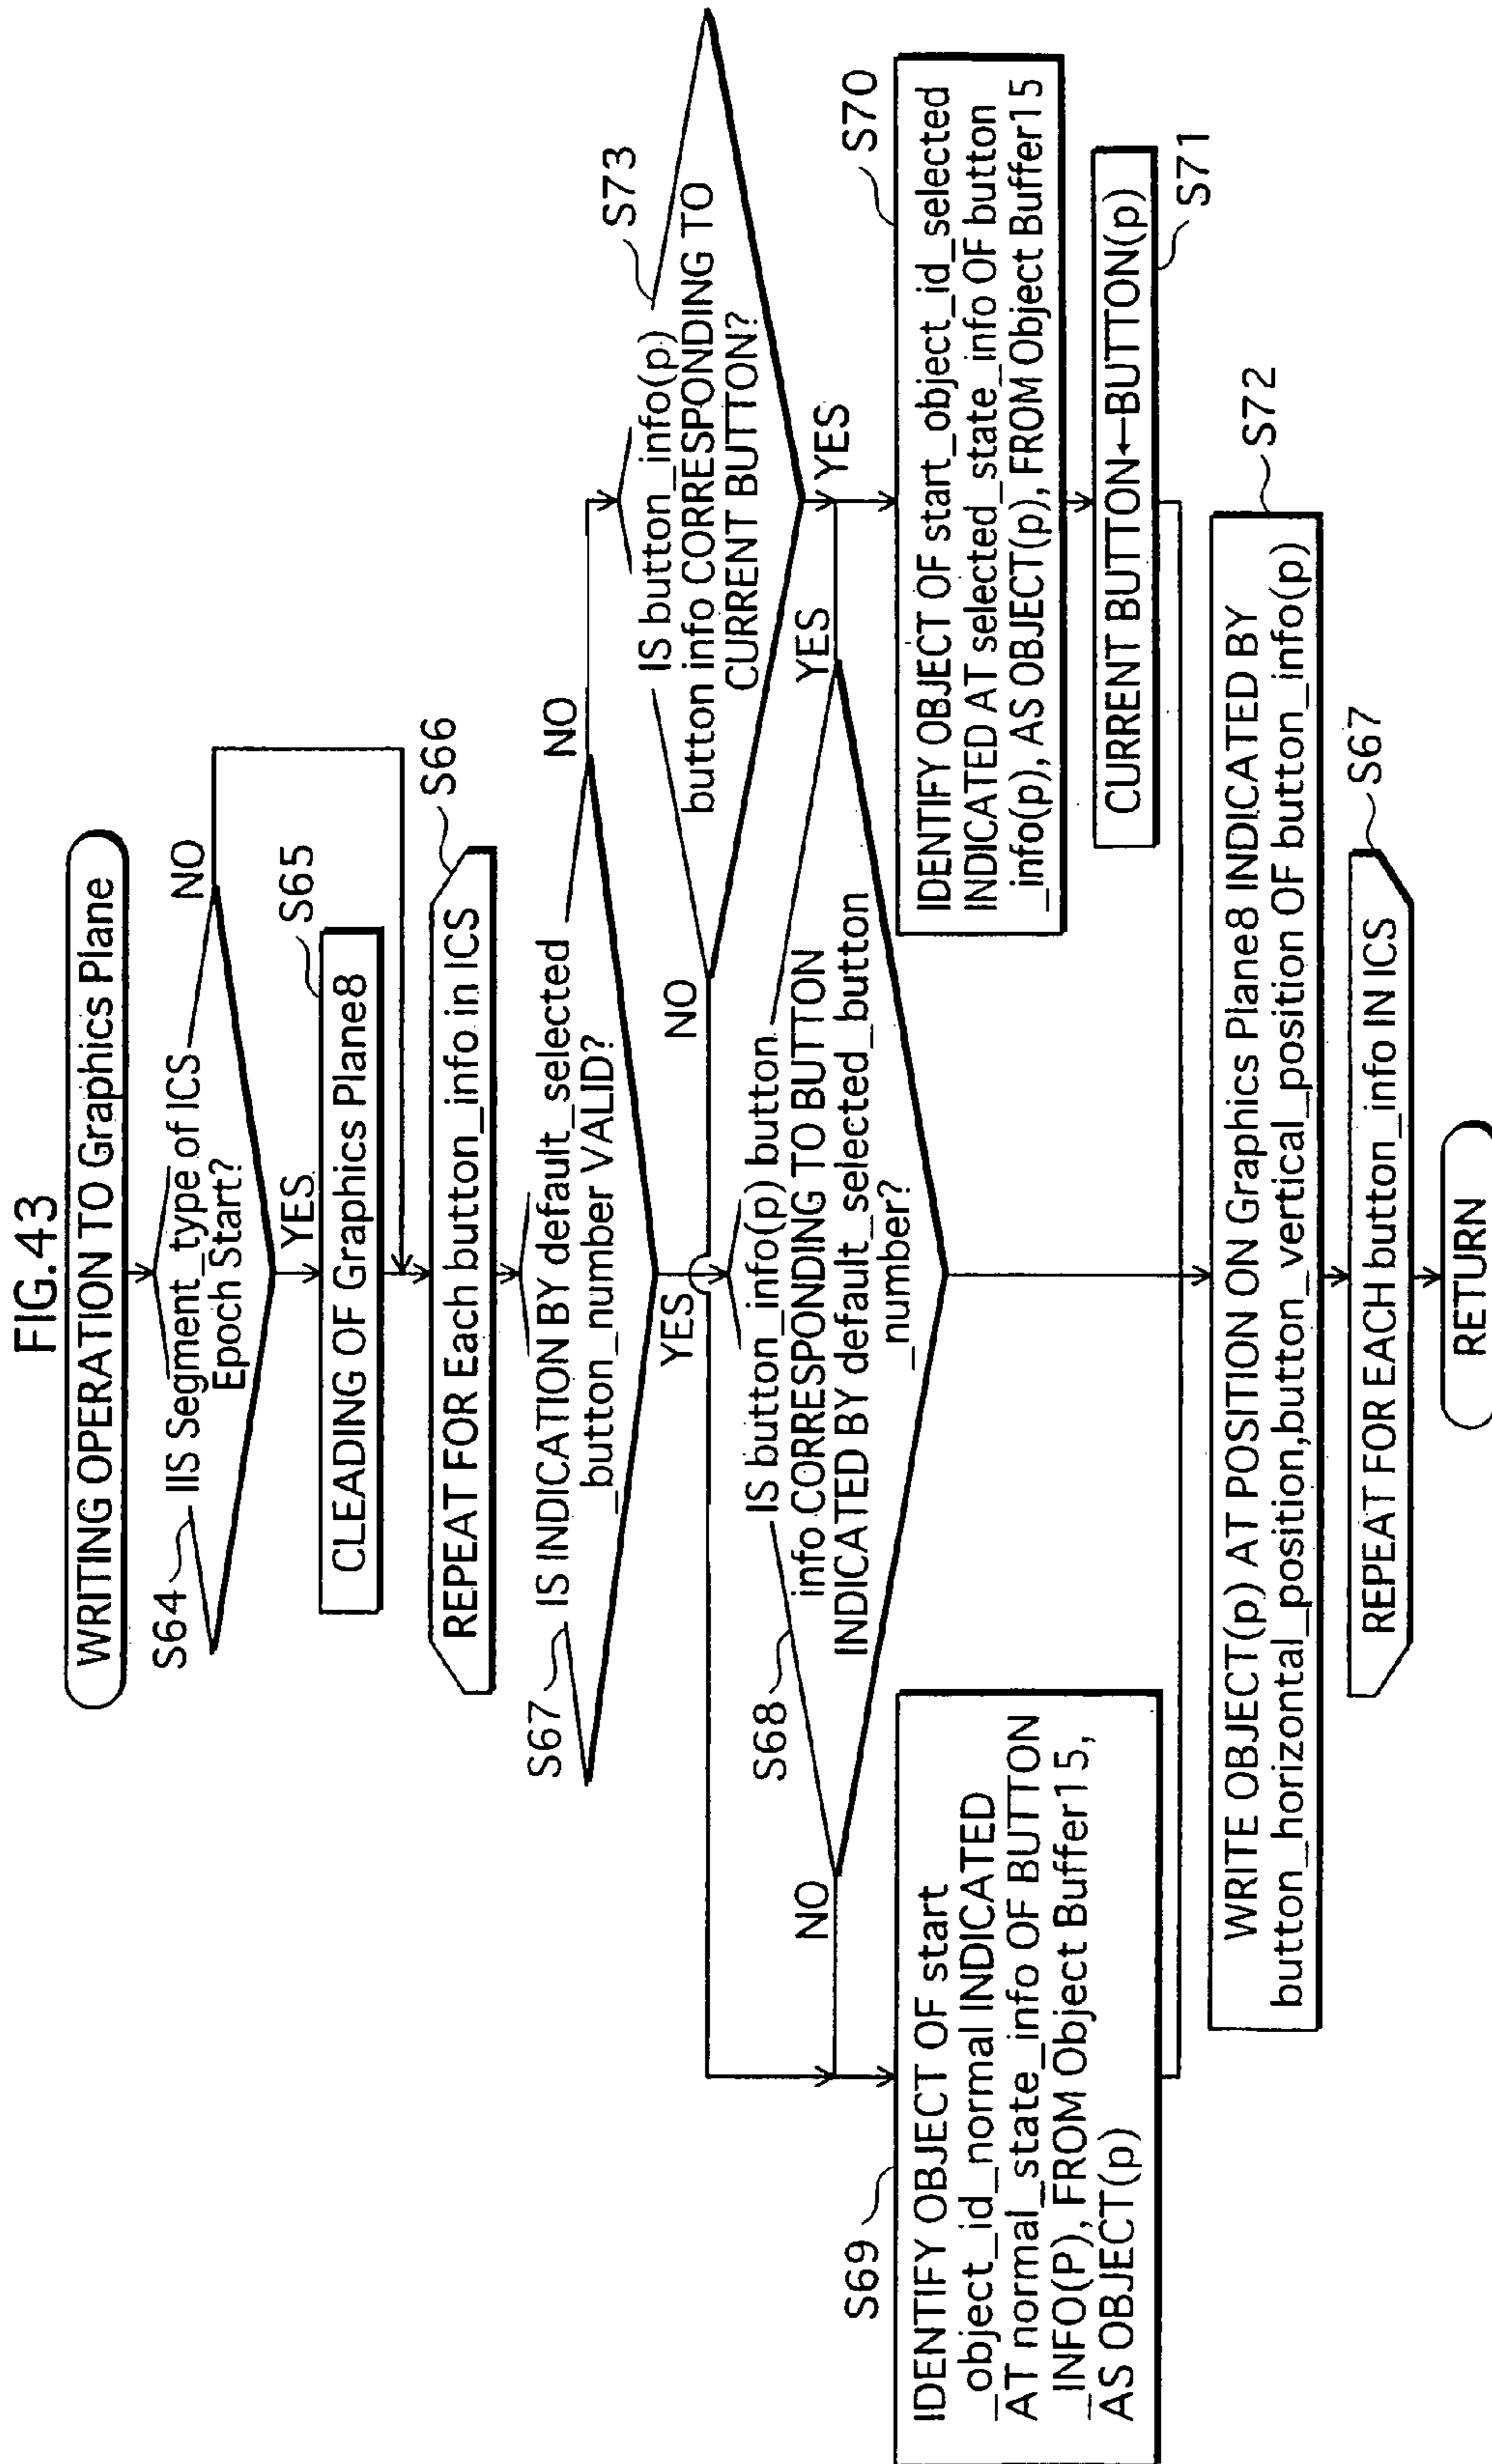 FIG.43
WRITING OPERATION TO Graphics Plane
S64
IIS Segment_type of ICS
Epoch Start?
NO
YES
S65
CLEADING OF Graphics Plane8
S66
REPEAT FOR Each button_info in ICS
S67
IS INDICATION BY default_selected
_button_number VALID?
NO
YES
S73
IS button_info(p)
button info CORRESPONDING TO
CURRENT BUTTON?
NO
YES
S68
IS button_info(p) button
info CORRESPONDING TO BUTTON
INDICATED BY default_selected_button
_number?
NO
YES
S69
IDENTIFY OBJECT OF start
_object_id_normal INDICATED
AT normal_state_info OF BUTTON
_INFO(P), FROM Object Buffer15,
AS OBJECT(p)
S70
IDENTIFY OBJECT OF start_object_id_selected
INDICATED AT selected_state_info OF button
_info(p), AS OBJECT(p), FROM Object Buffer15
CURRENT BUTTON←BUTTON(p)
S71
S72
WRITE OBJECT(p) AT POSITION ON Graphics Plane8 INDICATED BY
button_horizontal_position,button_vertical_position OF button_info(p)
S67
REPEAT FOR EACH button_info IN ICS
RETURN